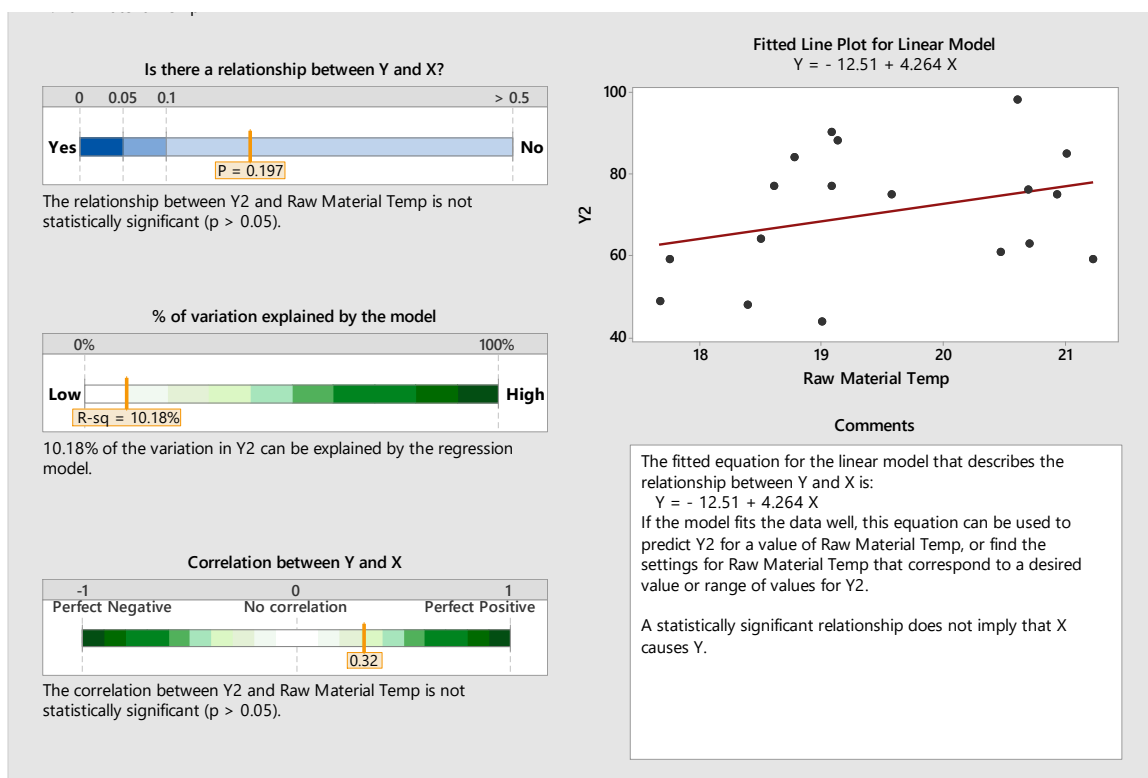 Is there a relationship between Y and X?
0 0.05 0.1 > 0.5
Yes No
P = 0.197
The relationship between Y2 and Raw Material Temp is not
statistically significant (p > 0.05).
% of variation explained by the model
0% 100%
Low High
R-sq = 10.18%
10.18% of the variation in Y2 can be explained by the regression
model.
Correlation between Y and X
-1 0 1
Perfect Negative No correlation Perfect Positive
0.32
The correlation between Y2 and Raw Material Temp is not
statistically significant (p > 0.05).
Fitted Line Plot for Linear Model
Y = - 12.51 + 4.264 X
100
80
60
40
Y2
18 19 20 21
Raw Material Temp
Comments
The fitted equation for the linear model that describes the
relationship between Y and X is:
Y = - 12.51 + 4.264 X
If the model fits the data well, this equation can be used to
predict Y2 for a value of Raw Material Temp, or find the
settings for Raw Material Temp that correspond to a desired
value or range of values for Y2.
A statistically significant relationship does not imply that X
causes Y.